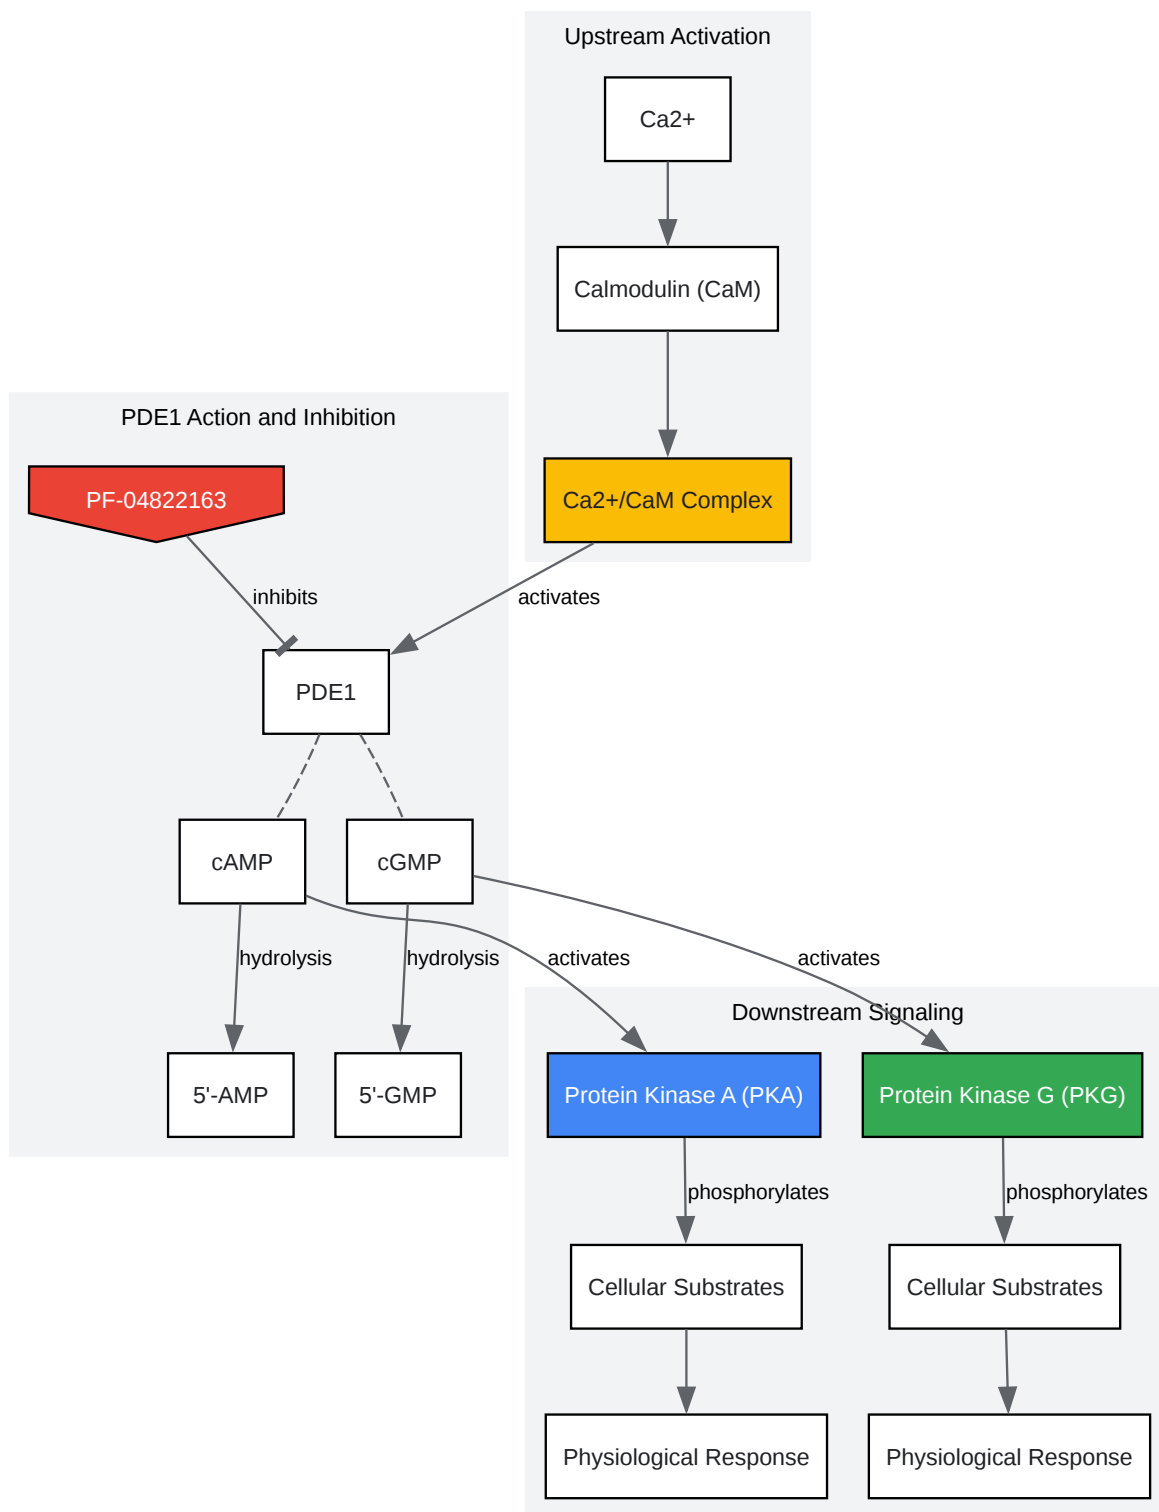 Upstream Activation
Ca2+
Calmodulin (CaM)
PDE1 Action and Inhibition
PF-04822163
Ca2+/CaM Complex
inhibits
activates
PDE1
cAMP
cGMP
hydrolysis
hydrolysis
activates
activates
Downstream Signaling
5'-AMP
5'-GMP
Protein Kinase A (PKA)
Protein Kinase G (PKG)
phosphorylates
phosphorylates
Cellular Substrates
Cellular Substrates
Physiological Response
Physiological Response